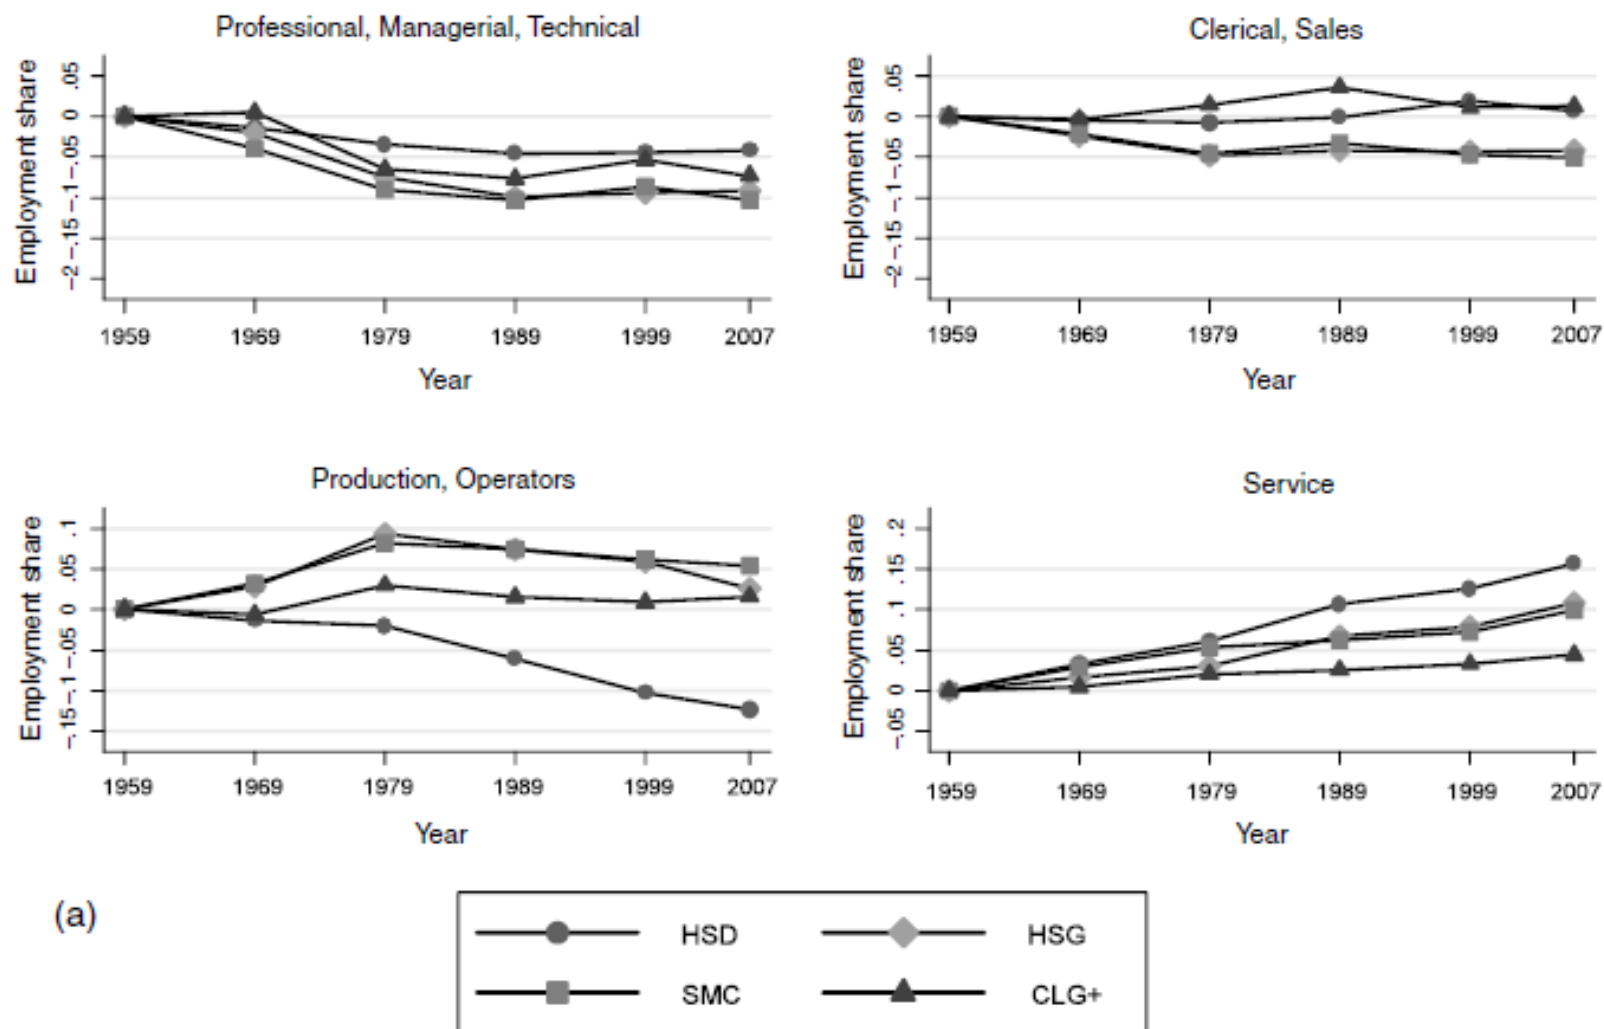 Professional, Managerial, Technical
Employment share
.05
0
-.05
-.1
-.15
-.2
1959 1969 1979 1989 1999 2007
Year
Clerical, Sales
Employment share
.05
0
-.05
-.1
-.15
-.2
1959 1969 1979 1989 1999 2007
Year
Production, Operators
Employment share
.1
.05
0
-.05
-.1
-.15
1959 1969 1979 1989 1999 2007
Year
Service
Employment share
.2
.15
.1
.05
0
-.05
1959 1969 1979 1989 1999 2007
Year
(a)
HSD HSG
SMC CLG+